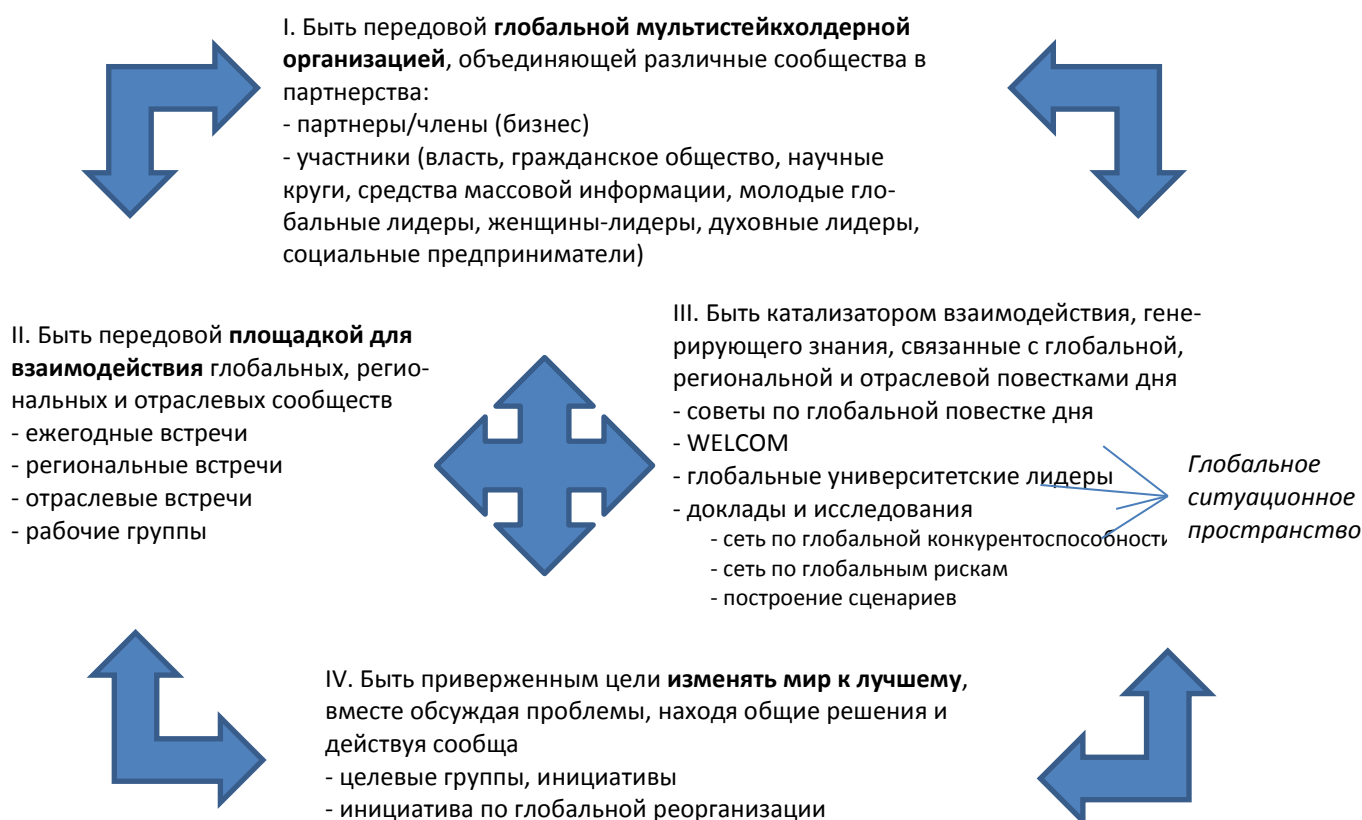 I. Быть передовой глобальной мультистейкхолдерной
организацией, объединяющей различные сообщества в
партнерства:
- партнеры/члены (бизнес)
- участники (власть, гражданское общество, научные
круги, средства массовой информации, молодые гло-
бальные лидеры, женщины-лидеры, духовные лидеры,
социальные предприниматели)
II. Быть передовой площадкой для
взаимодействия глобальных, регио-
нальных и отраслевых сообществ
- ежегодные встречи
- региональные встречи
- отраслевые встречи
- рабочие группы
III. Быть катализатором взаимодействия, гене-
рирующего знания, связанные с глобальной,
региональной и отраслевой повестками дня
- советы по глобальной повестке дня
- WELCOM
- глобальные университетские лидеры
- доклады и исследования
- сеть по глобальной конкурентоспособности
- сеть по глобальным рискам
- построение сценариев
Глобальное
ситуационное
пространство
IV. Быть приверженным цели изменять мир к лучшему,
вместе обсуждая проблемы, находя общие решения и
действуя сообща
- целевые группы, инициативы
- инициатива по глобальной реорганизации